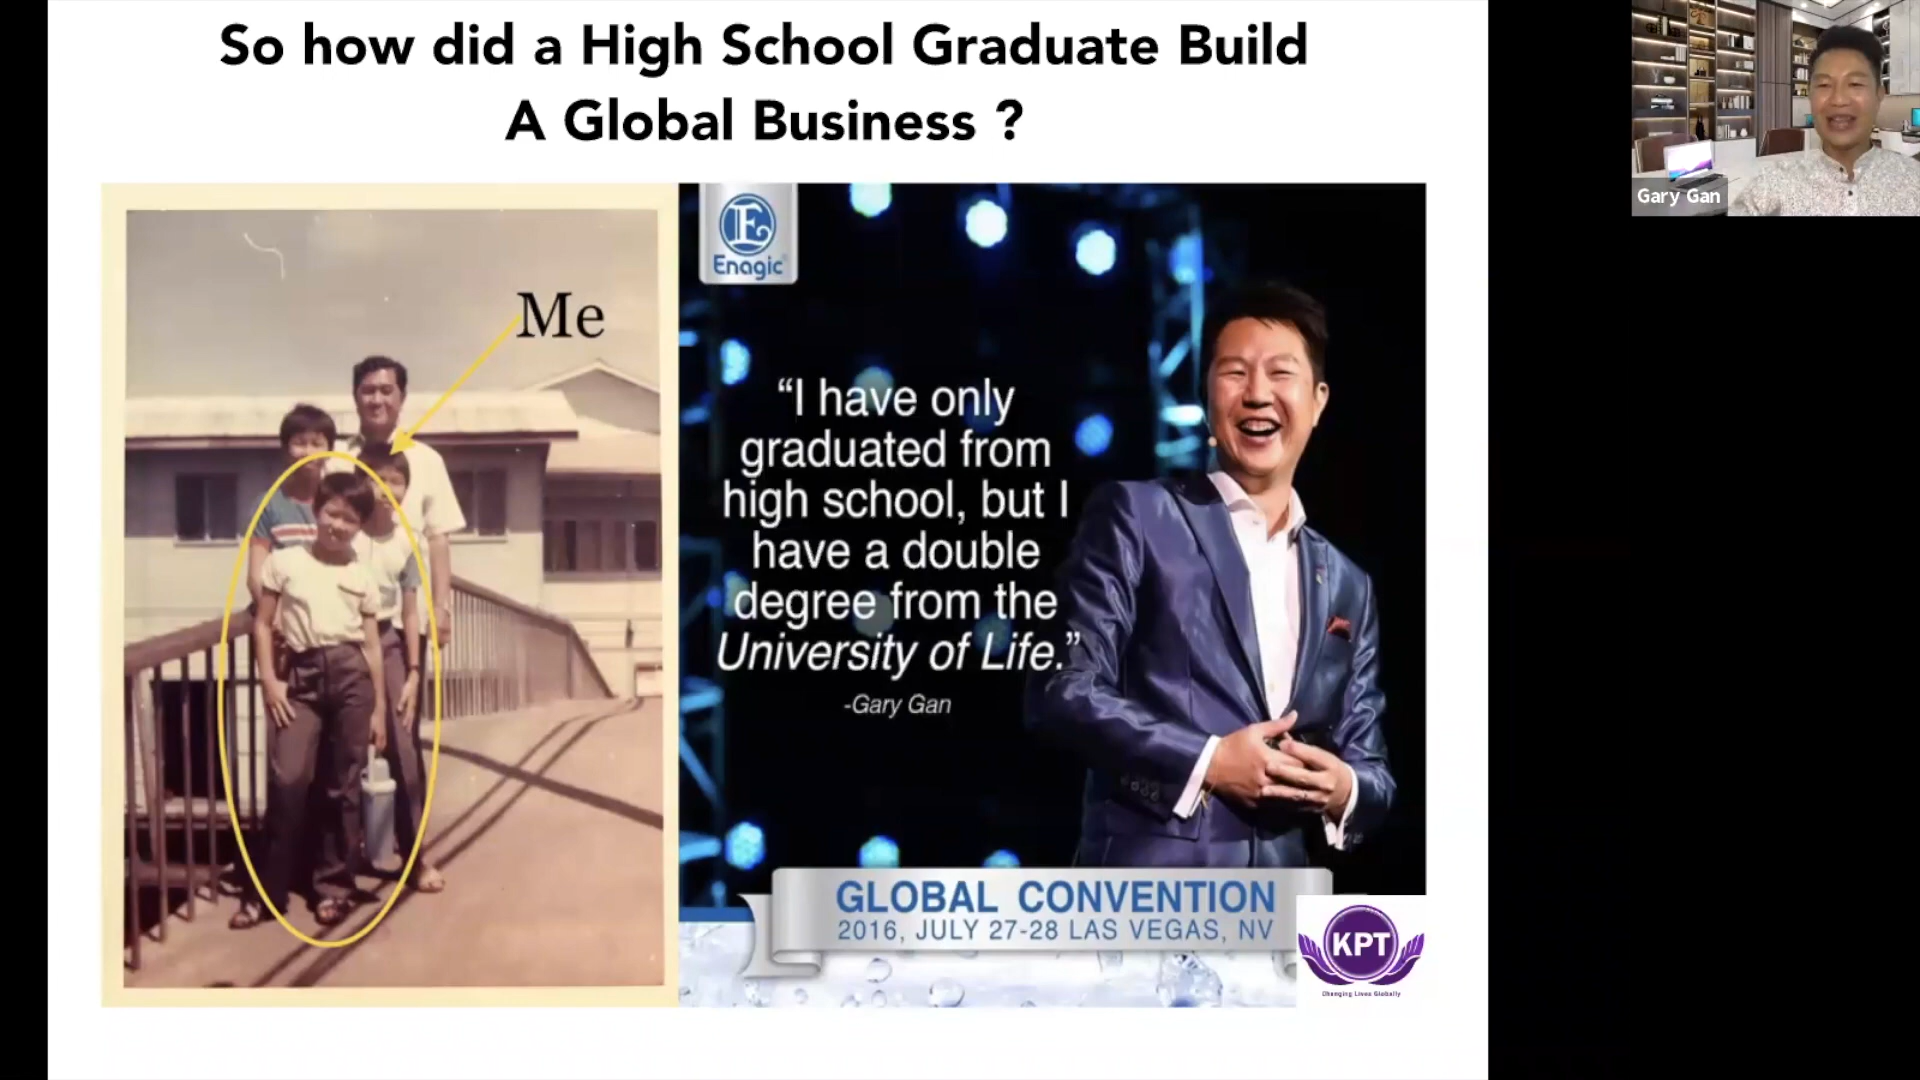 So how did a High School Graduate Build
A Global Business ?
Gary Gan
Me
Enagic
“I have only
graduated from
high school, but I
have a double
degree from the
University of Life.”
-Gary Gan
GLOBAL CONVENTION
2016, JULY 27-28 LAS VEGAS, NV
KPT
Changing Lives Globally